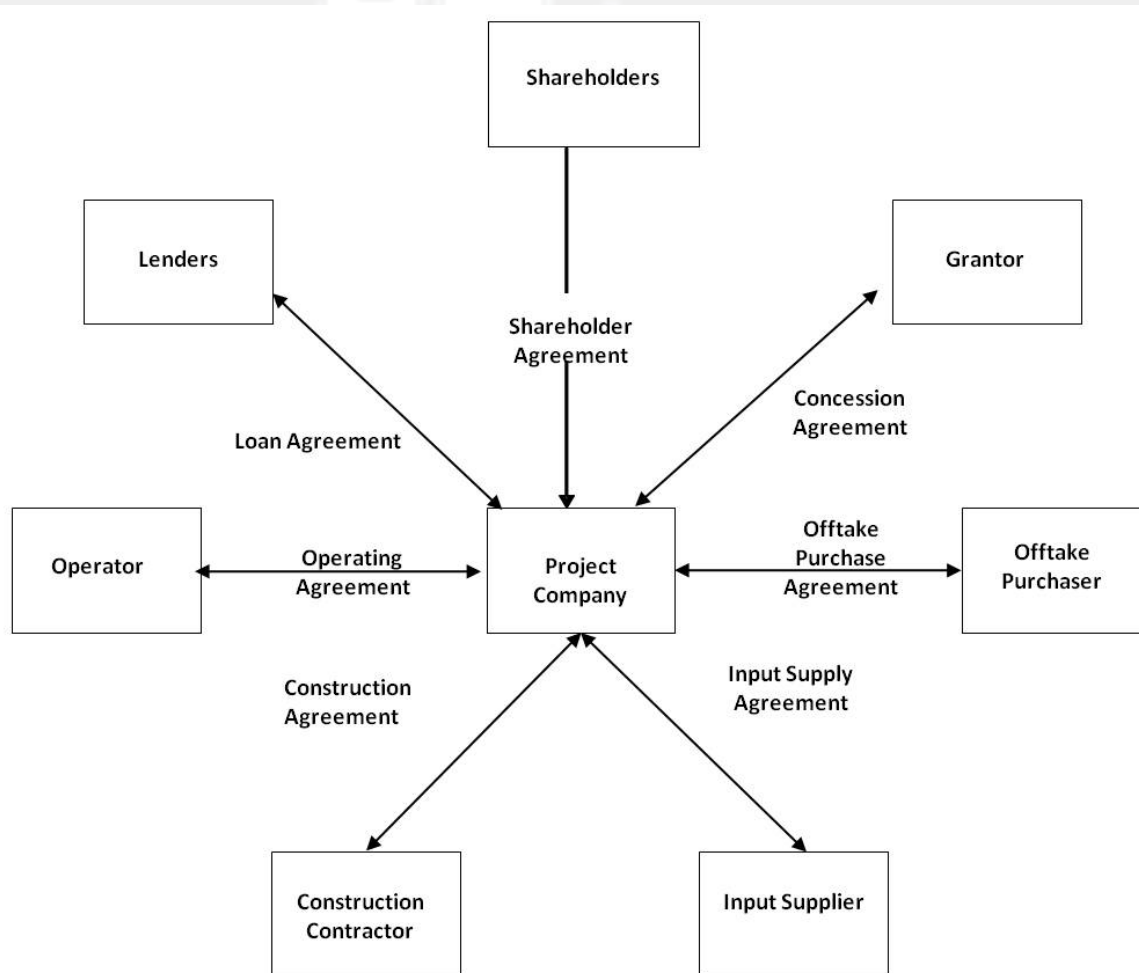 Shareholders
Lenders
Grantor
Shareholder
Agreement
Concession
Agreement
Loan Agreement
Operator
Operating
Agreement
Project
Company
Offtake
Purchase
Agreement
Offtake
Purchaser
Construction
Agreement
Input Supply
Agreement
Construction
Contractor
Input Supplier